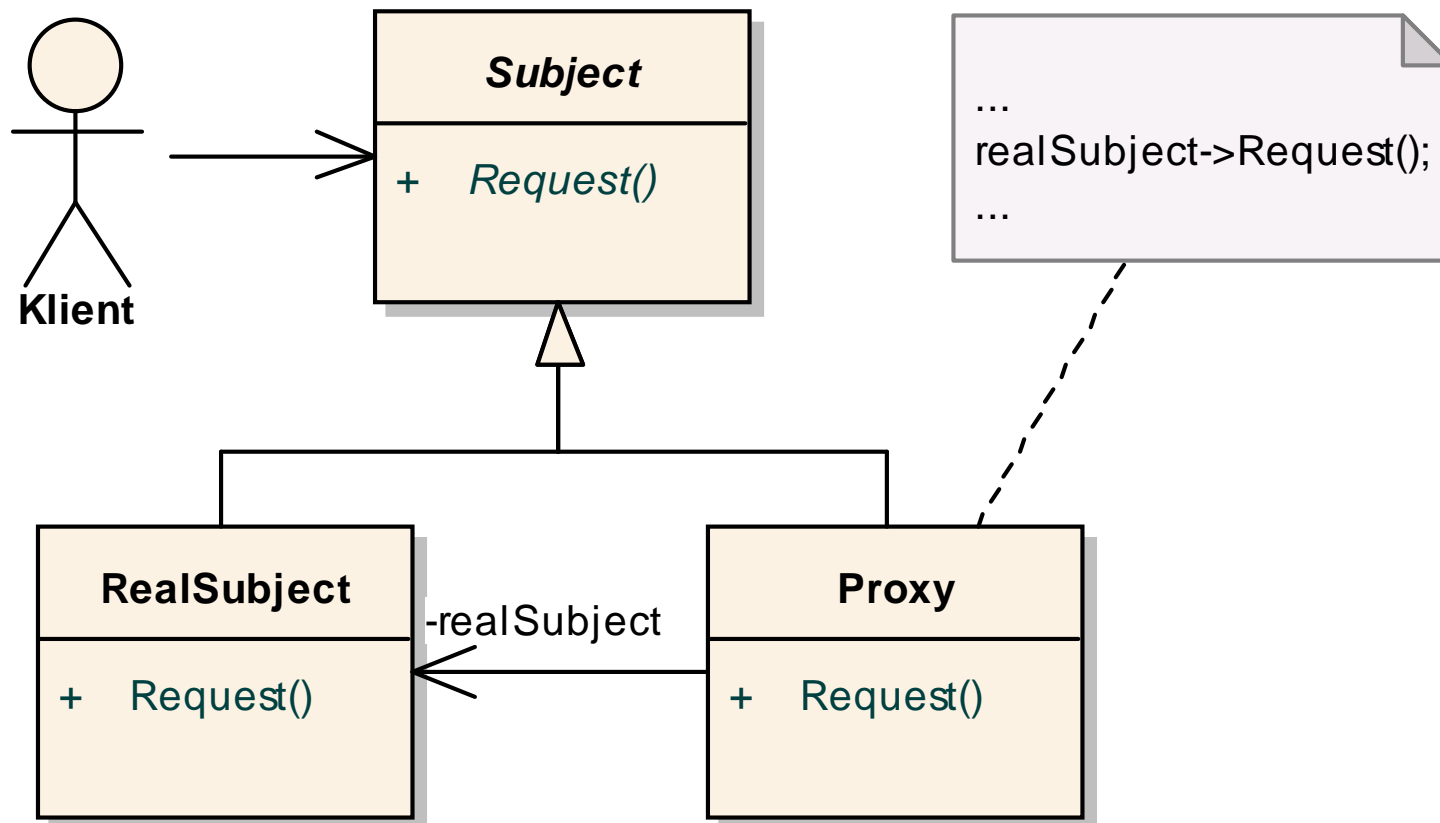 Subject
+ Request()
Klient
...
realSubject->Request();
...
RealSubject
+ Request()
-realSubject
Proxy
+ Request()